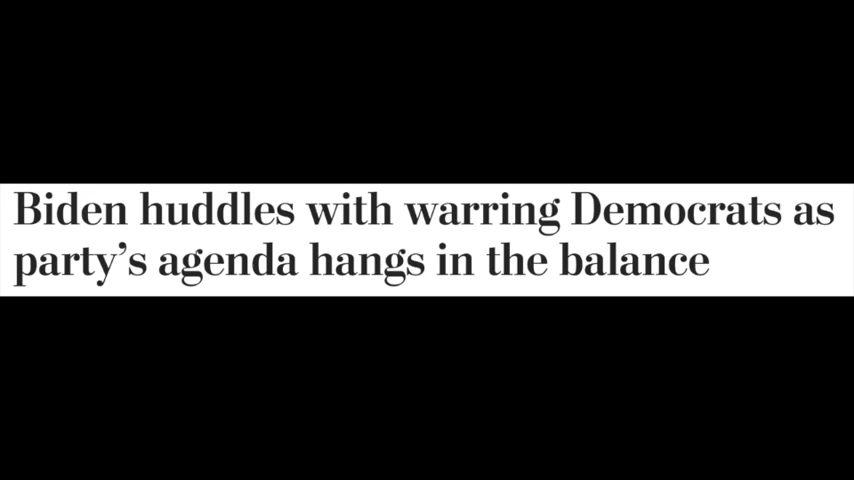 Biden huddles with warring Democrats as
party’s agenda hangs in the balance